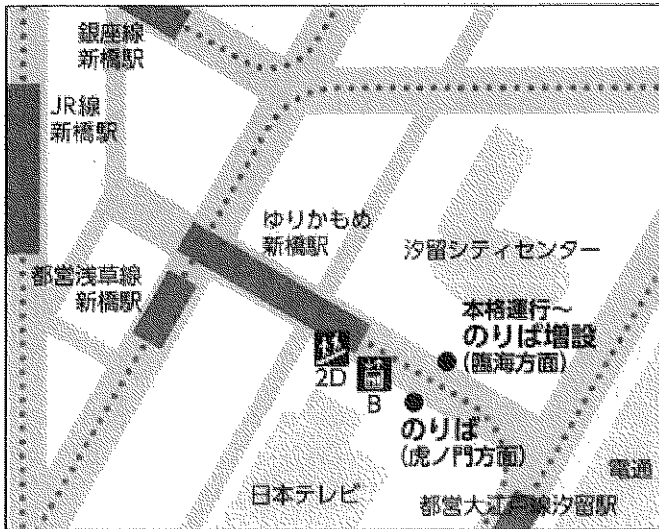 銀座線
新橋駅
JR線
新橋駅
ゆりかもめ
新橋駅
汐留シティセンター
都営浅草線
新橋駅
本格運行～
のりば増設
(臨海方面)
2D
B
のりば
(虎ノ門方面)
電通
日本テレビ
都営大江戸線汐留駅